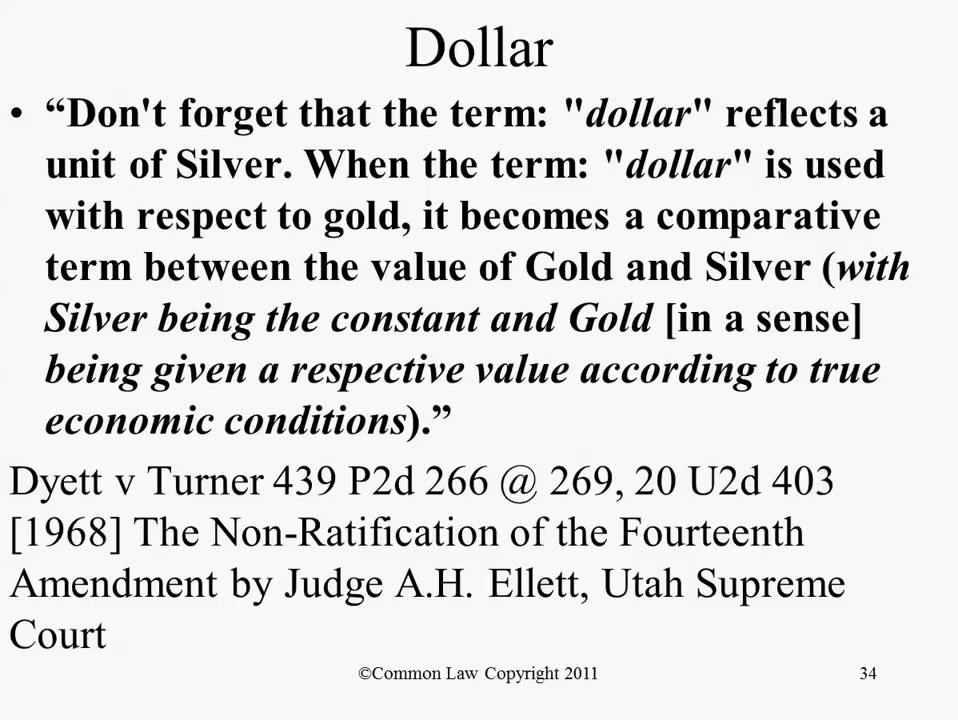 Dollar
• “Don't forget that the term: "dollar" reflects a
unit of Silver. When the term: "dollar" is used
with respect to gold, it becomes a comparative
term between the value of Gold and Silver (with
Silver being the constant and Gold [in a sense]
being given a respective value according to true
economic conditions).”
Dyett v Turner 439 P2d 266 @ 269, 20 U2d 403
[1968] The Non-Ratification of the Fourteenth
Amendment by Judge A.H. Ellett, Utah Supreme
Court
©Common Law Copyright 2011
34